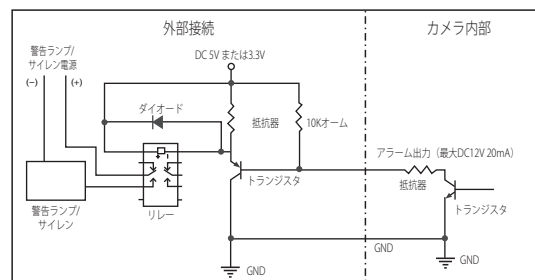 外部接続
カメラ内部
警告ランプ/
サイレン電源
(−)
(+)
DC 5V または3.3V
ダイオード
抵抗器
10Kオーム
アラーム出力（最大DC12V 20mA）
抵抗器
トランジスタ
トランジスタ
警告ランプ/
サイレン
リレー
GND
GND
GND